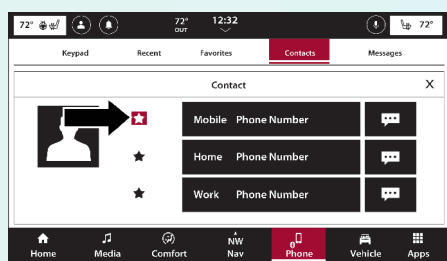 72° 72° OUT 12:32 72°
Keypad Recent Favorites Contacts Messages
Contact X
Mobile Phone Number
Home Phone Number
Work Phone Number
NW 0
Home Media Comfort Nav Phone Vehicle Apps